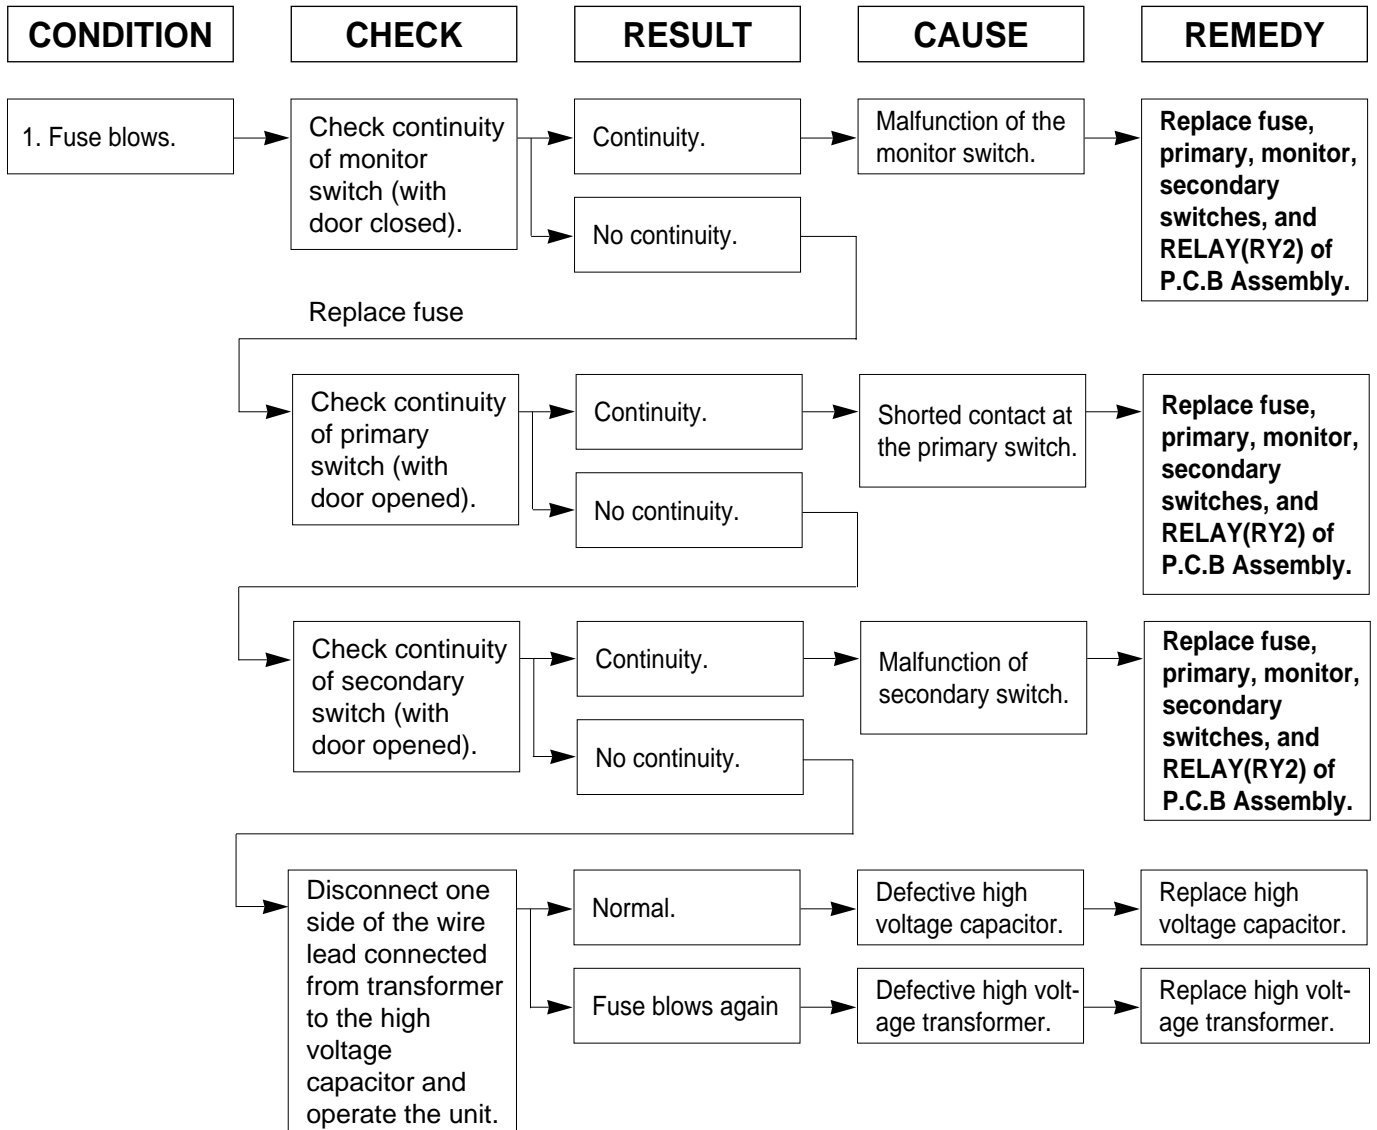 CONDITION
CHECK
RESULT
CAUSE
REMEDY
1. Fuse blows.
Check continuity
of monitor
switch (with
door closed).
Continuity.
Malfunction of the
monitor switch.
Replace fuse,
primary, monitor,
secondary
switches, and
RELAY(RY2) of
P.C.B Assembly.
No continuity.
Replace fuse
Check continuity
of primary
switch (with
door opened).
Continuity.
Shorted contact at
the primary switch.
Replace fuse,
primary, monitor,
secondary
switches, and
RELAY(RY2) of
P.C.B Assembly.
No continuity.
Check continuity
of secondary
switch (with
door opened).
Continuity.
Malfunction of
secondary switch.
Replace fuse,
primary, monitor,
secondary
switches, and
RELAY(RY2) of
P.C.B Assembly.
No continuity.
Disconnect one
side of the wire
lead connected
from transformer
to the high
voltage
capacitor and
operate the unit.
Normal.
Defective high
voltage capacitor.
Replace high
voltage capacitor.
Fuse blows again
Defective high volt-
age transformer.
Replace high volt-
age transformer.